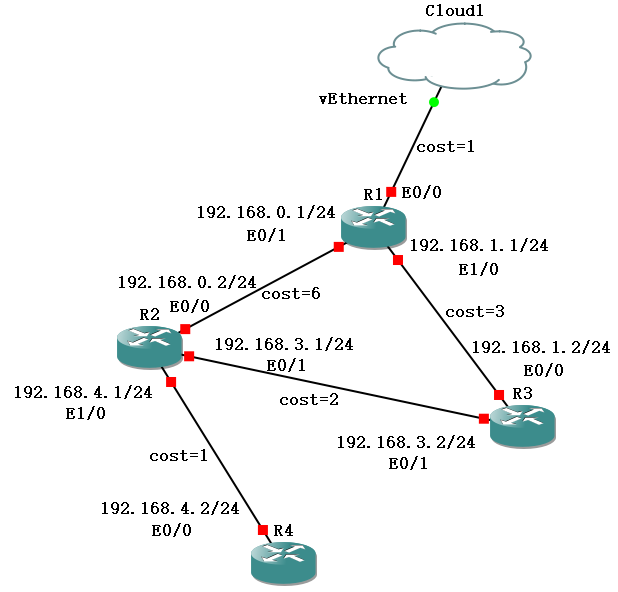 Cloud1
vEthernet
cost=1
R1
E0/0
192.168.0.1/24
E0/1
192.168.1.1/24
E1/0
192.168.0.2/24
E0/0
cost=6
cost=3
R2
192.168.3.1/24
E0/1
192.168.1.2/24
E0/0
192.168.4.1/24
E1/0
cost=2
R3
192.168.3.2/24
E0/1
cost=1
192.168.4.2/24
E0/0
R4